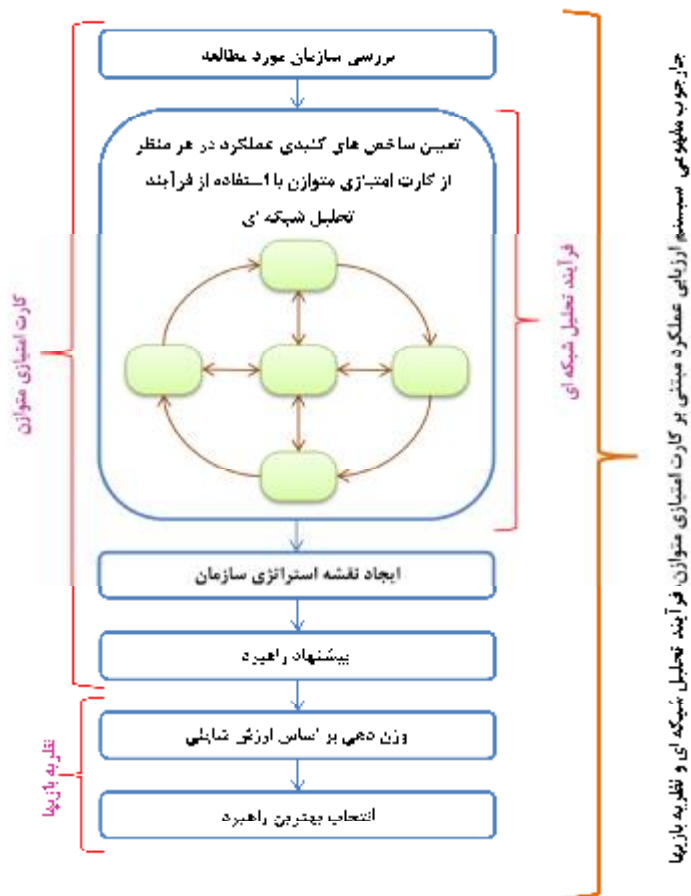 بررسی سازمان مورد مطالعه
تعیین شاخص های کلیدی عملکرد در هر منظر
از کارت امتیازی متوازن با استفاده از فرآیند
تحلیل شبکه ای
ایجاد نقشه استراتژی سازمان
پیشنهاد راهبرد
وزن دهی بر اساس ارزش شاپلی
انتخاب بهترین راهبرد
کارت امتیازی متوازن
نظریه بازیها
فرآیند تحلیل شبکه ای
چارچوب مفهومی سیستم ارزیابی عملکرد مبتنی بر کارت امتیازی متوازن، فرآیند تحلیل شبکه ای و نظریه بازیها